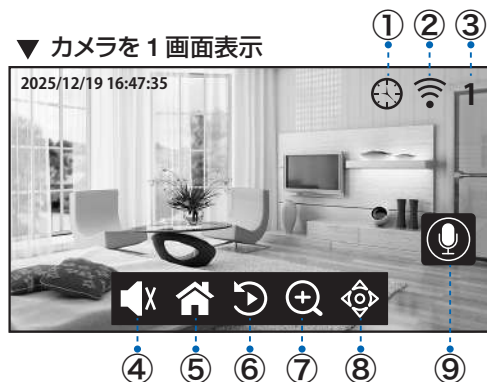 ① ② ③
▼ カメラを 1 画面表示
2025/12/19 16:47:35
1
X
④ ⑤ ⑥ ⑦ ⑧ ⑨